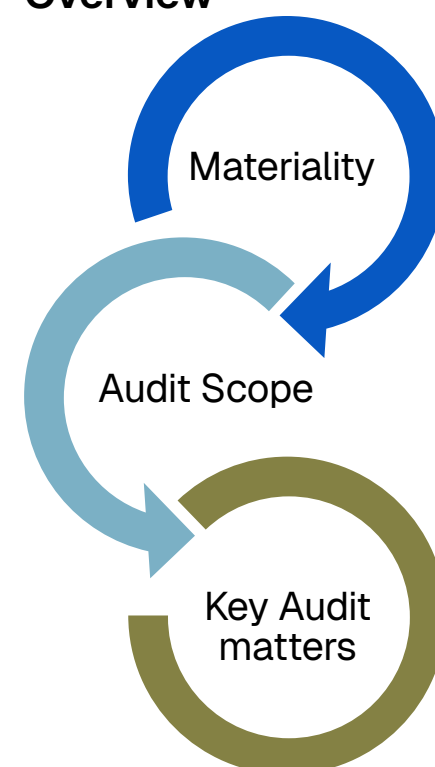 Overview
Materiality
Audit Scope
Key Audit
matters